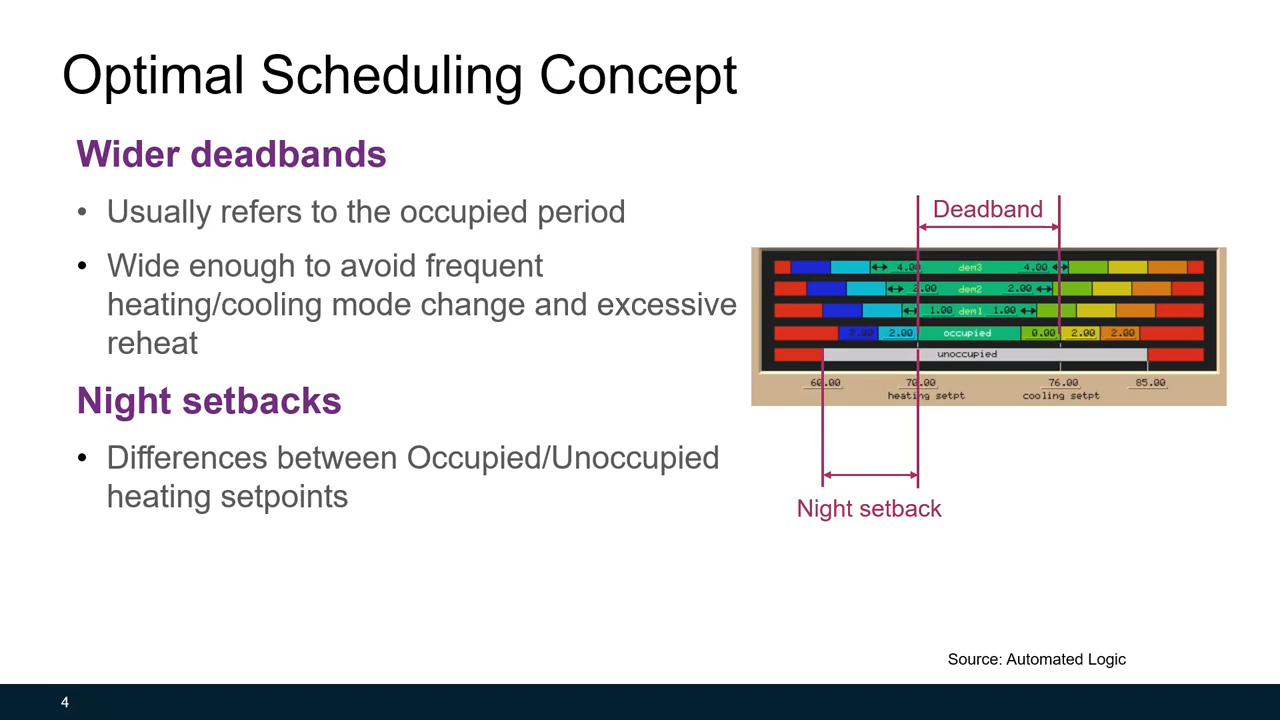 Optimal Scheduling Concept
Wider deadbands
• Usually refers to the occupied period
• Wide enough to avoid frequent
heating/cooling mode change and excessive
reheat
Night setbacks
• Differences between Occupied/Unoccupied
heating setpoints
Deadband
4.00 dem3 4.00
2.00 dem2 2.00
1.00 dem1 1.00
2.00 2.00 occupied 0.00 2.00 2.00
unoccupied
60.00 70.00 76.00 85.00
heating setpt cooling setpt
Night setback
Source: Automated Logic
4